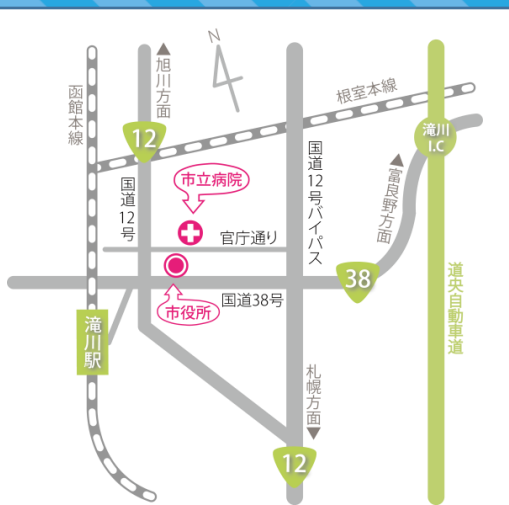 N
▲旭川方面
函館本線
根室本線
12
滝川
I.C
市立病院
国道12号
国道12号バイパス
▲富良野方面
官庁通り
道央自動車道
38
国道38号
市役所
滝川駅
札幌方面▼
12